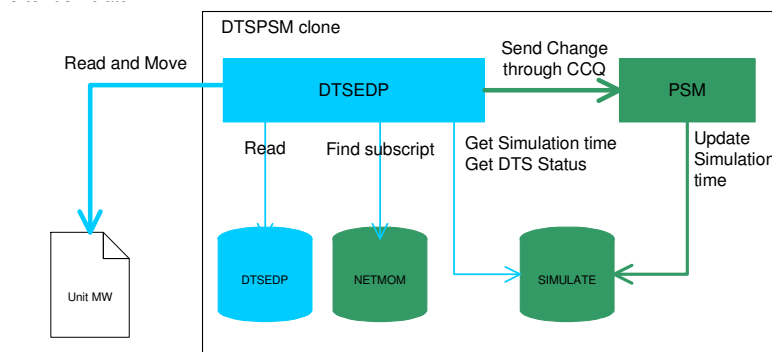 DTSPSM clone
Send Change
through CCQ
Read and Move
DTSEDP
PSM
Read
Find subscript
Get Simulation time
Get DTS Status
Update
Simulation
time
DTSEDP
NETMOM
SIMULATE
Unit MW